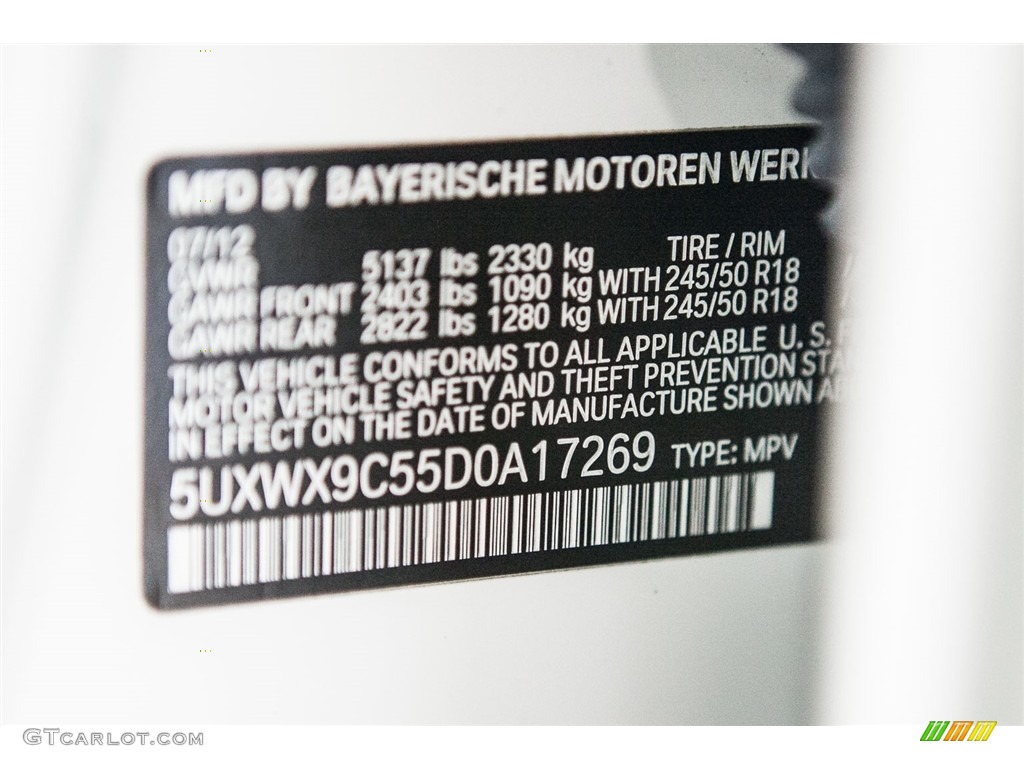 MFD BY BAYERISCHE MOTOREN WERK
07/12
GVWR 5137 lbs 2330 kg TIRE / RIM
GAWR FRONT 2403 lbs 1090 kg WITH 245/50 R18 /
GAWR REAR 2822 lbs 1280 kg WITH 245/50 R18 /
THIS VEHICLE CONFORMS TO ALL APPLICABLE U. S. F
MOTOR VEHICLE SAFETY AND THEFT PREVENTION STA
IN EFFECT ON THE DATE OF MANUFACTURE SHOWN AB
5UXWX9C55D0A17269 TYPE: MPV
GTcarlot.com